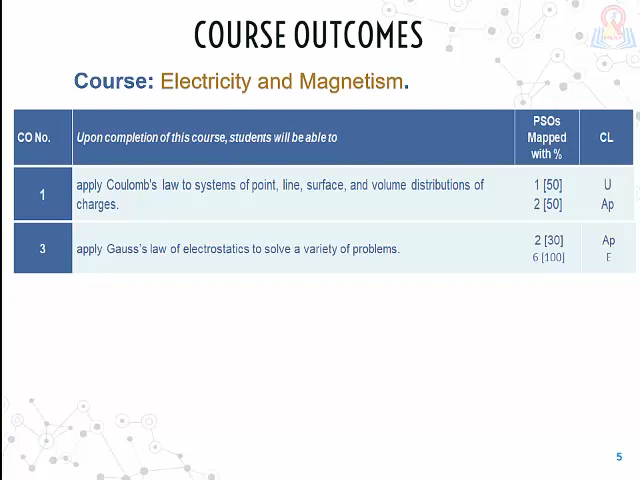 COURSE OUTCOMES
Course: Electricity and Magnetism.
CO No.
Upon completion of this course, students will be able to
PSOs
Mapped
with %
CL
1
apply Coulomb's law to systems of point, line, surface, and volume distributions of
charges.
1 [50]
2 [50]
U
Ap
3
apply Gauss's law of electrostatics to solve a variety of problems.
2 [30]
6 [100]
Ap
E
5